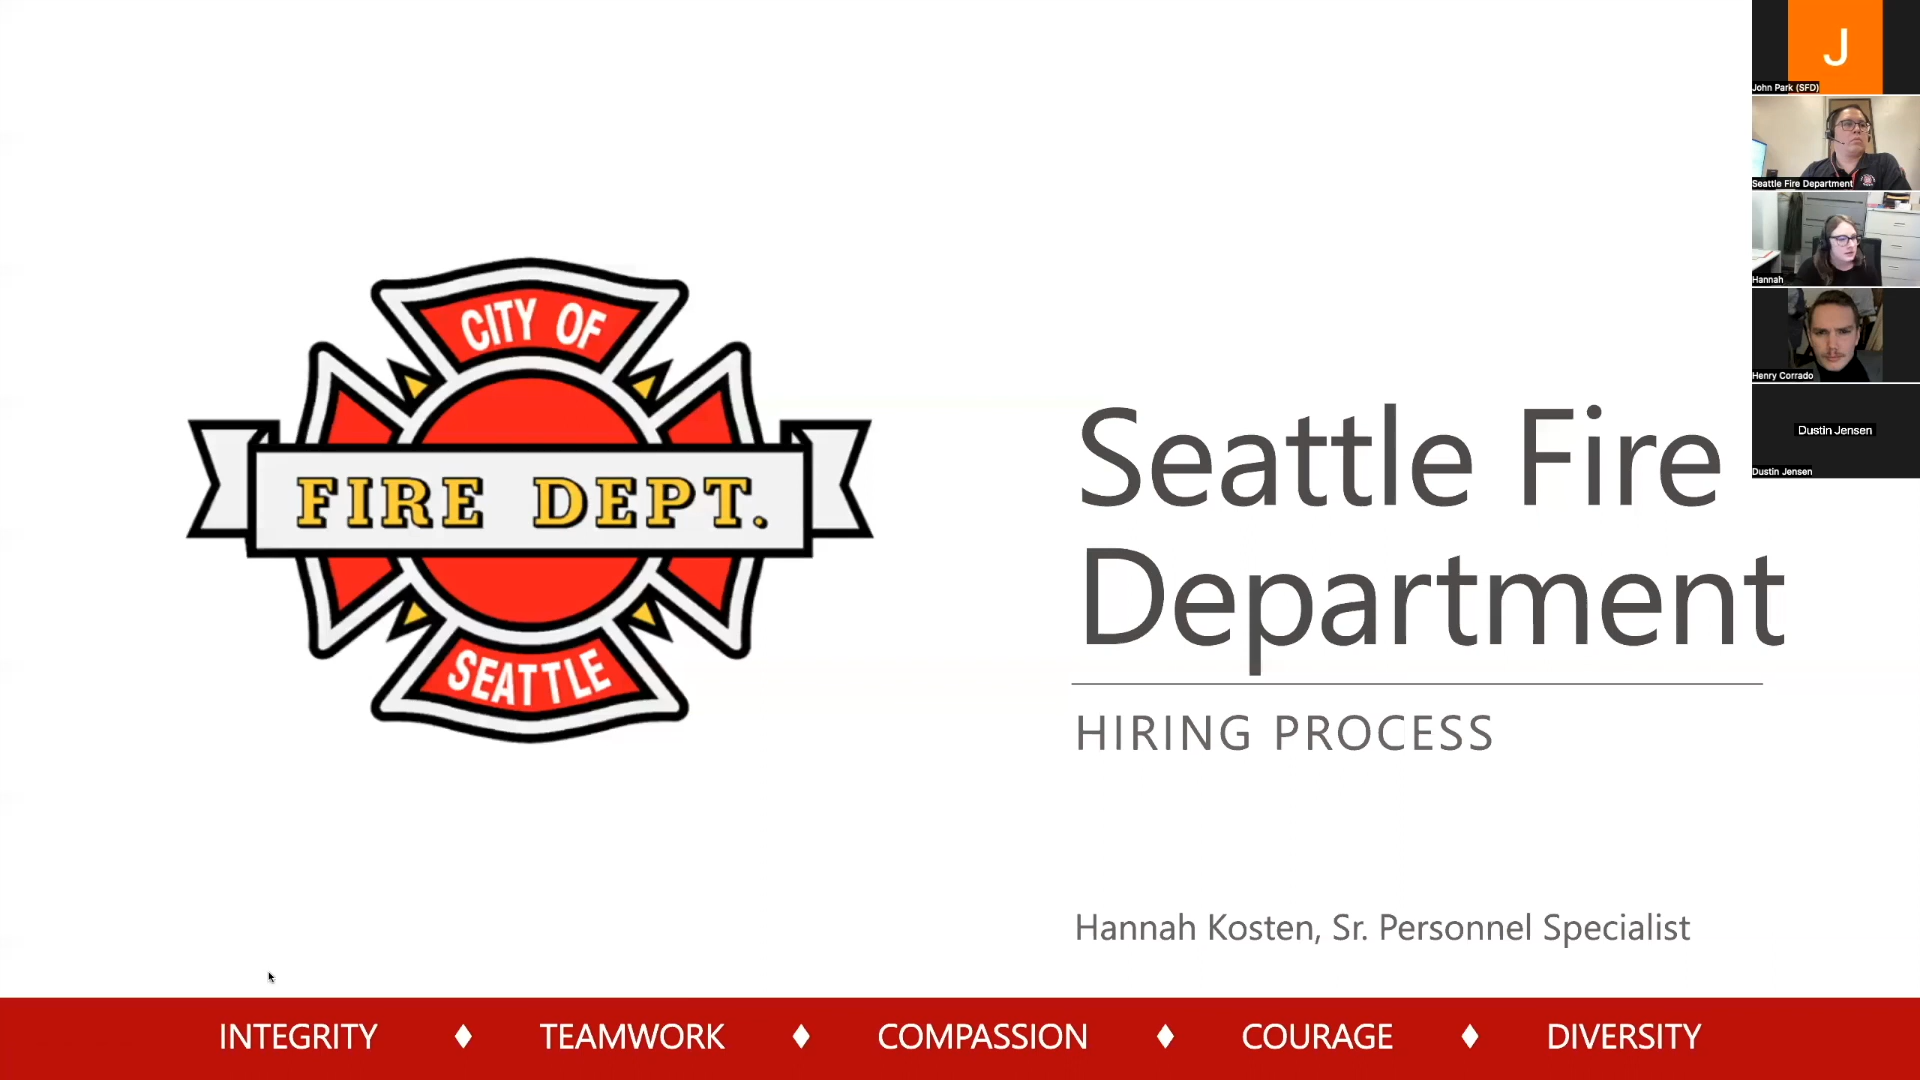 CITY OF
FIRE DEPT.
SEATTLE
Seattle Fire
Department
HIRING PROCESS
Hannah Kosten, Sr. Personnel Specialist
INTEGRITY ♦ TEAMWORK ♦ COMPASSION ♦ COURAGE ♦ DIVERSITY
J
John Park (SFD)
Seattle Fire Department
Hannah
Henry Corrado
Dustin Jensen
Dustin Jensen